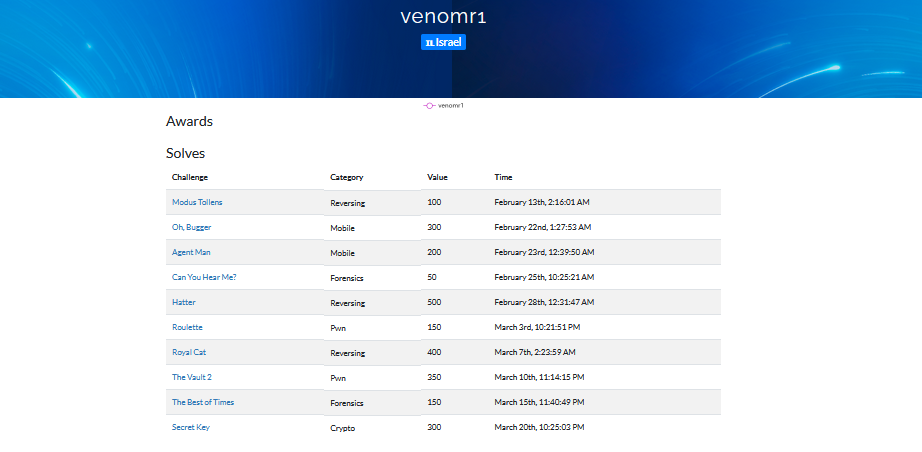 venomr1
Israel
venomr1
Awards
Solves
Challenge Category Value Time
Modus Tollens Reversing 100 February 13th, 2:16:01 AM
Oh, Bugger Mobile 300 February 22nd, 1:27:53 AM
Agent Man Mobile 200 February 23rd, 12:39:50 AM
Can You Hear Me? Forensics 50 February 25th, 10:25:21 AM
Hatter Reversing 500 February 28th, 12:31:47 AM
Roulette Pwn 150 March 3rd, 10:21:51 PM
Royal Cat Reversing 400 March 7th, 2:23:59 AM
The Vault 2 Pwn 350 March 10th, 11:14:15 PM
The Best of Times Forensics 150 March 15th, 11:40:49 PM
Secret Key Crypto 300 March 20th, 10:25:03 PM